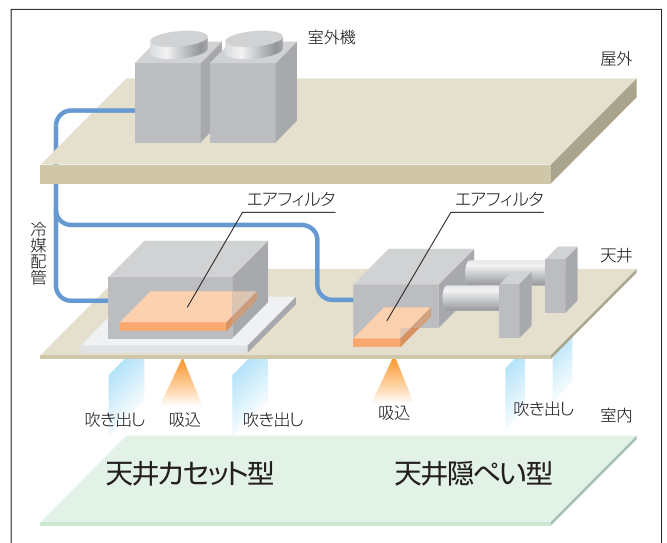 室外機
屋外
エアフィルタ
エアフィルタ
冷媒配管
天井
吹き出し
吸込
吹き出し
吸込
吹き出し
室内
天井カセット型
天井隠ぺい型